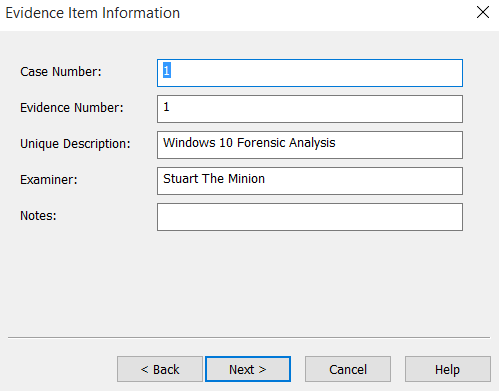 Evidence Item Information
Case Number: 1
Evidence Number: 1
Unique Description: Windows 10 Forensic Analysis
Examiner: Stuart The Minion
Notes:
< Back Next > Cancel Help